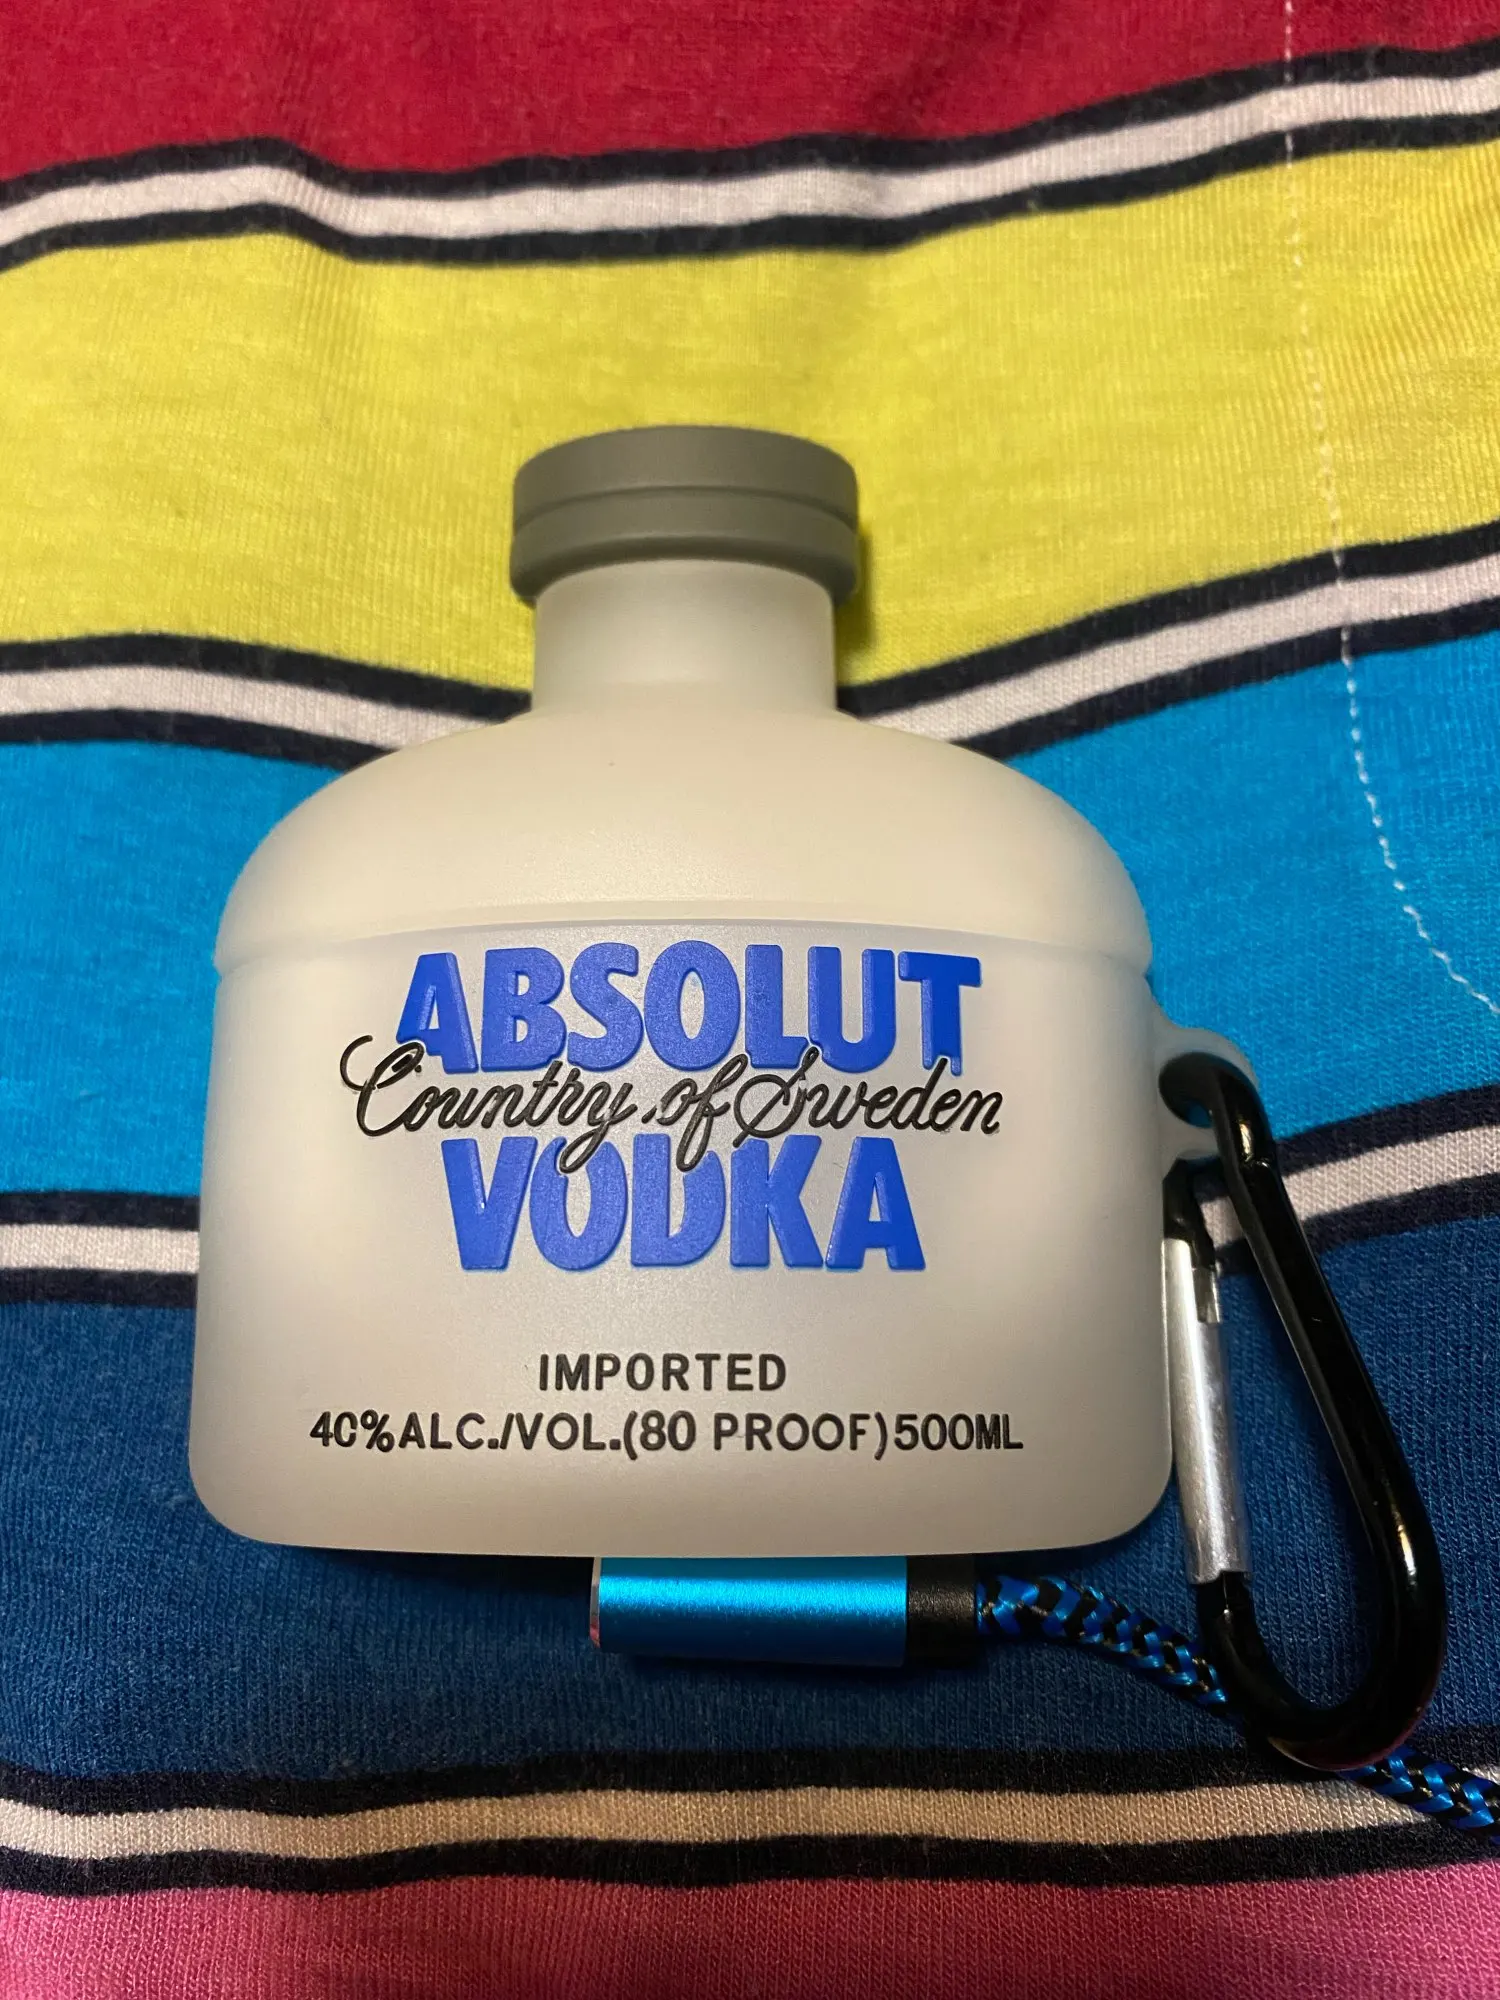 ABSOLUT
Country of Sweden
VODKA
IMPORTED
40%ALC./VOL.(80 PROOF)500ML